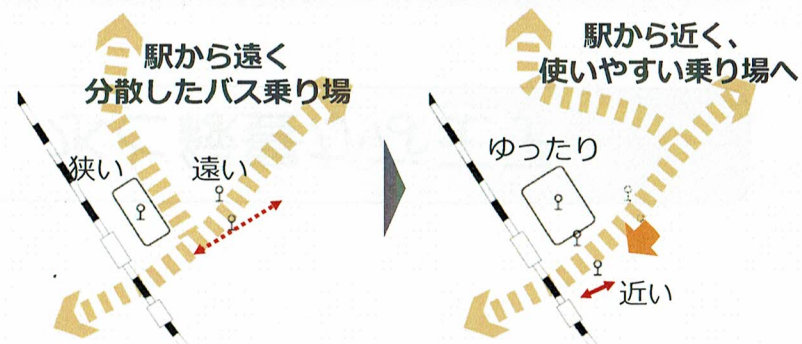 駅から遠く
分散したバス乗り場
狭い
遠い
駅から近く、
使いやすい乗り場へ
ゆったり
近い